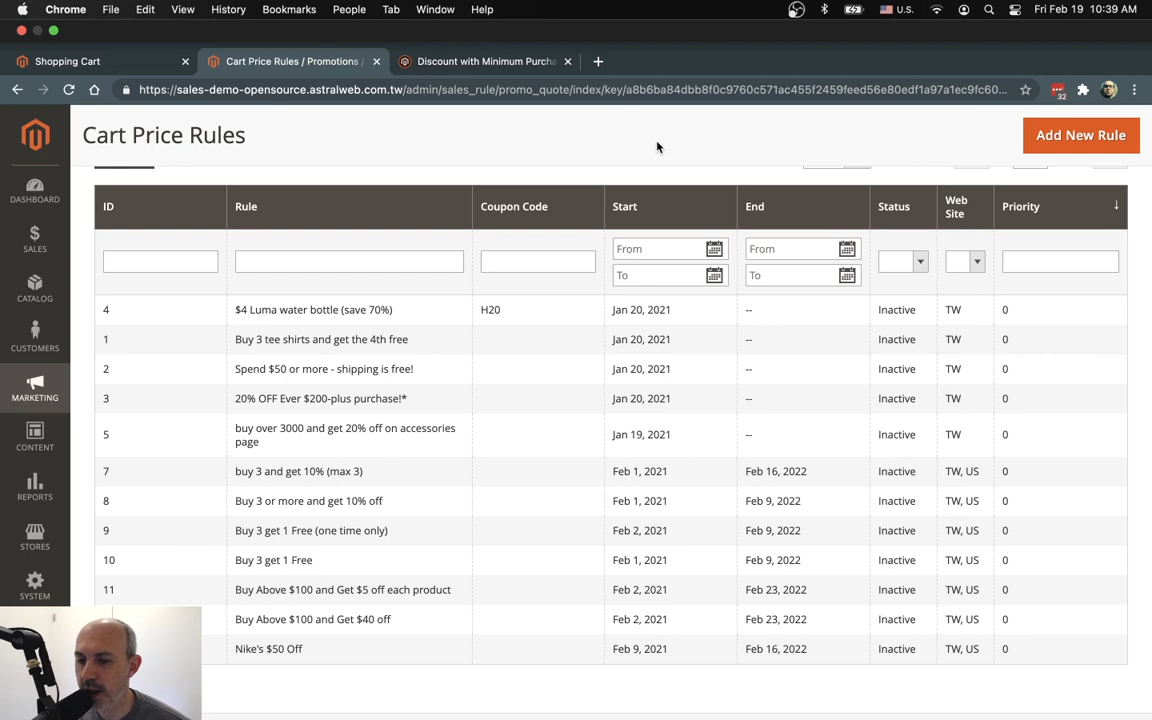 Chrome File Edit View History Bookmarks People Tab Window Help U.S. Fri Feb 19 10:39 AM
Shopping Cart Cart Price Rules / Promotions / Discount with Minimum Purcha
https://sales-demo-opensource.astralweb.com.tw/admin/sales_rule/promo_quote/index/key/a8b6ba84dbb8f0c9760c571ac455f2459feed56e80edf1a97a1ec9fc60... 32
Cart Price Rules Add New Rule
DASHBOARD
SALES
CATALOG
CUSTOMERS
MARKETING
CONTENT
REPORTS
STORES
SYSTEM
ID Rule Coupon Code Start End Status Web Site Priority ↓
From From
To To
4 $4 Luma water bottle (save 70%) H20 Jan 20, 2021 -- Inactive TW 0
1 Buy 3 tee shirts and get the 4th free Jan 20, 2021 -- Inactive TW 0
2 Spend $50 or more - shipping is free! Jan 20, 2021 -- Inactive TW 0
3 20% OFF Ever $200-plus purchase!* Jan 20, 2021 -- Inactive TW 0
5 buy over 3000 and get 20% off on accessories page Jan 19, 2021 -- Inactive TW 0
7 buy 3 and get 10% (max 3) Feb 1, 2021 Feb 16, 2022 Inactive TW, US 0
8 Buy 3 or more and get 10% off Feb 1, 2021 Feb 9, 2022 Inactive TW, US 0
9 Buy 3 get 1 Free (one time only) Feb 2, 2021 Feb 9, 2022 Inactive TW, US 0
10 Buy 3 get 1 Free Feb 1, 2021 Feb 9, 2022 Inactive TW, US 0
11 Buy Above $100 and Get $5 off each product Feb 2, 2021 Feb 23, 2022 Inactive TW, US 0
Buy Above $100 and Get $40 off Feb 2, 2021 Feb 23, 2022 Inactive TW, US 0
Nike's $50 Off Feb 9, 2021 Feb 16, 2022 Inactive TW, US 0